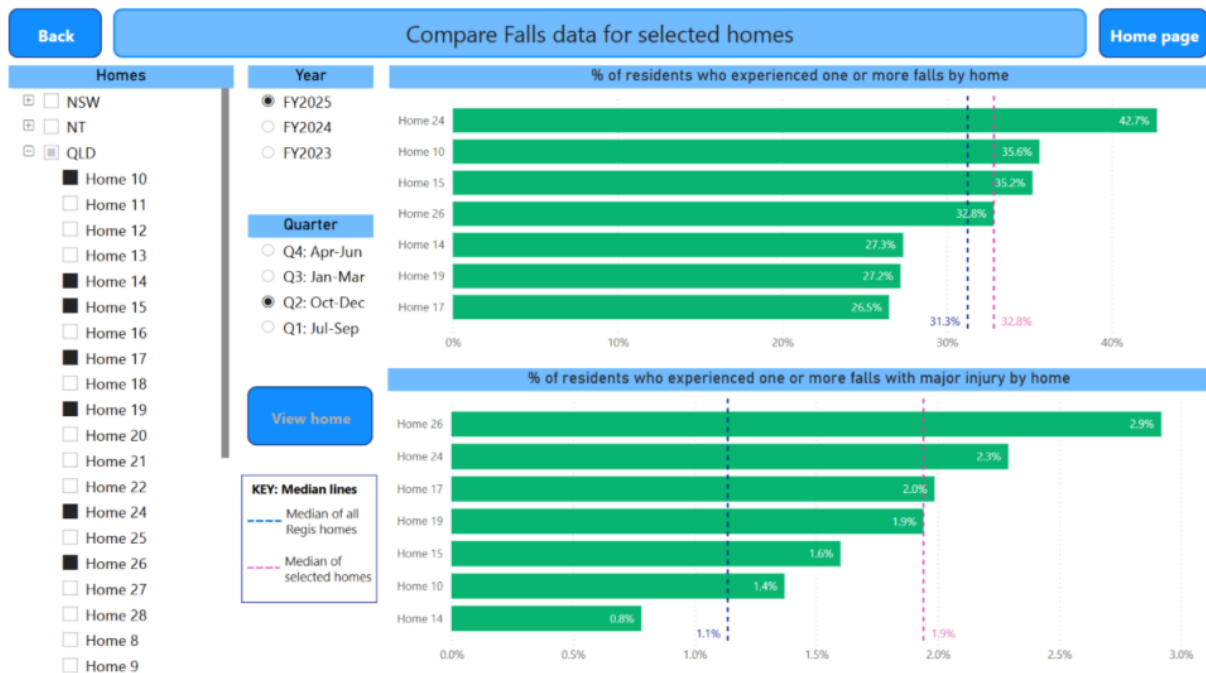 Back
Compare Falls data for selected homes
Home page
Homes
NSW
NT
QLD
Home 10
Home 11
Home 12
Home 13
Home 14
Home 15
Home 16
Home 17
Home 18
Home 19
Home 20
Home 21
Home 22
Home 24
Home 25
Home 26
Home 27
Home 28
Home 8
Home 9
Year
FY2025
FY2024
FY2023
Quarter
Q4: Apr-Jun
Q3: Jan-Mar
Q2: Oct-Dec
Q1: Jul-Sep
View home
KEY: Median lines
Median of all
Regis homes
Median of
selected homes
% of residents who experienced one or more falls by home
Home 24 42.7%
Home 10 35.6%
Home 15 35.2%
Home 26 32.8%
Home 14 27.3%
Home 19 27.2%
Home 17 26.5%
31.3% 32.8%
0% 10% 20% 30% 40%
% of residents who experienced one or more falls with major injury by home
Home 26 2.9%
Home 24 2.3%
Home 17 2.0%
Home 19 1.9%
Home 15 1.6%
Home 10 1.4%
Home 14 0.8%
1.1% 1.9%
0.0% 0.5% 1.0% 1.5% 2.0% 2.5% 3.0%